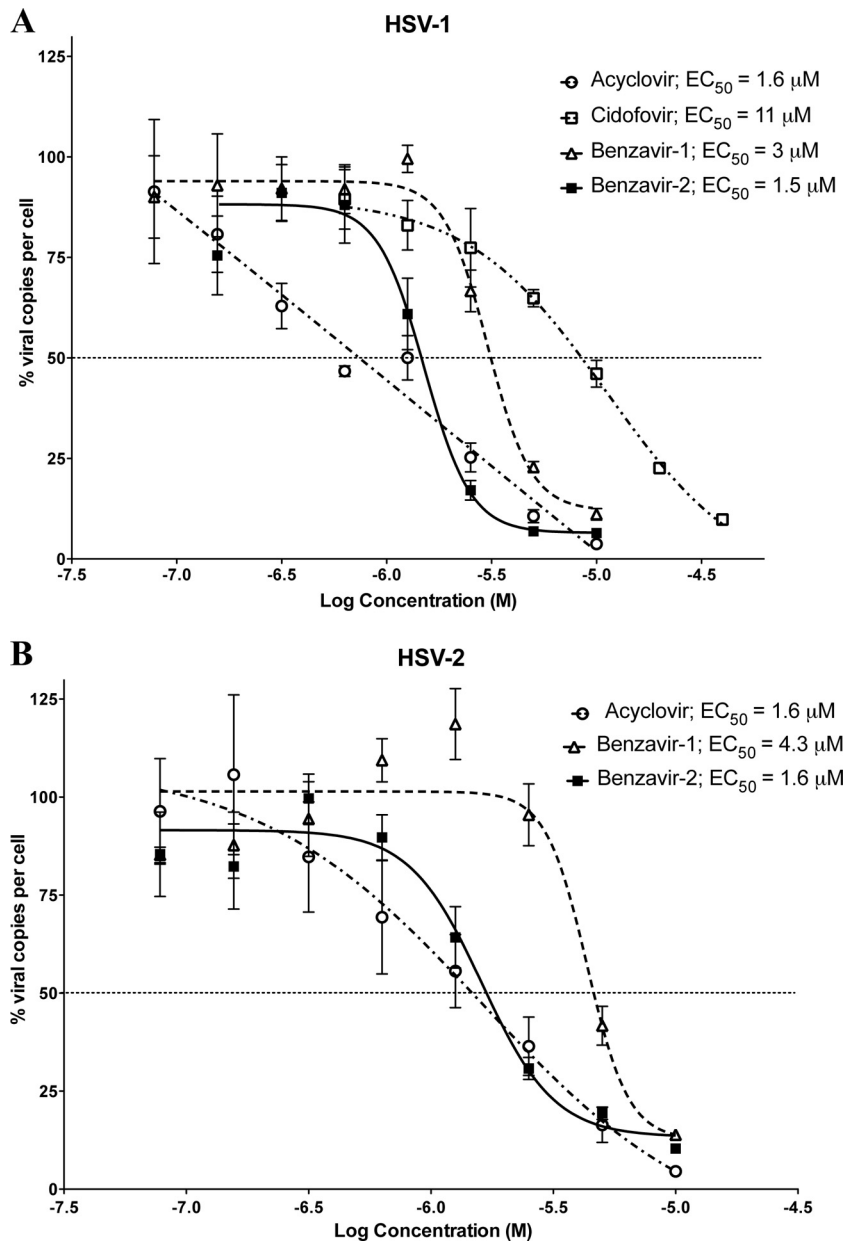 A
HSV-1
125
100
75
50
25
0
% viral copies per cell
Acyclovir; EC50 = 1.6 μM
Cidofovir; EC50 = 11 μM
Benzavir-1; EC50 = 3 μM
Benzavir-2; EC50 = 1.5 μM
-7.5 -7.0 -6.5 -6.0 -5.5 -5.0 -4.5
Log Concentration (M)
B
HSV-2
125
100
75
50
25
0
% viral copies per cell
Acyclovir; EC50 = 1.6 μM
Benzavir-1; EC50 = 4.3 μM
Benzavir-2; EC50 = 1.6 μM
-7.5 -7.0 -6.5 -6.0 -5.5 -5.0 -4.5
Log Concentration (M)